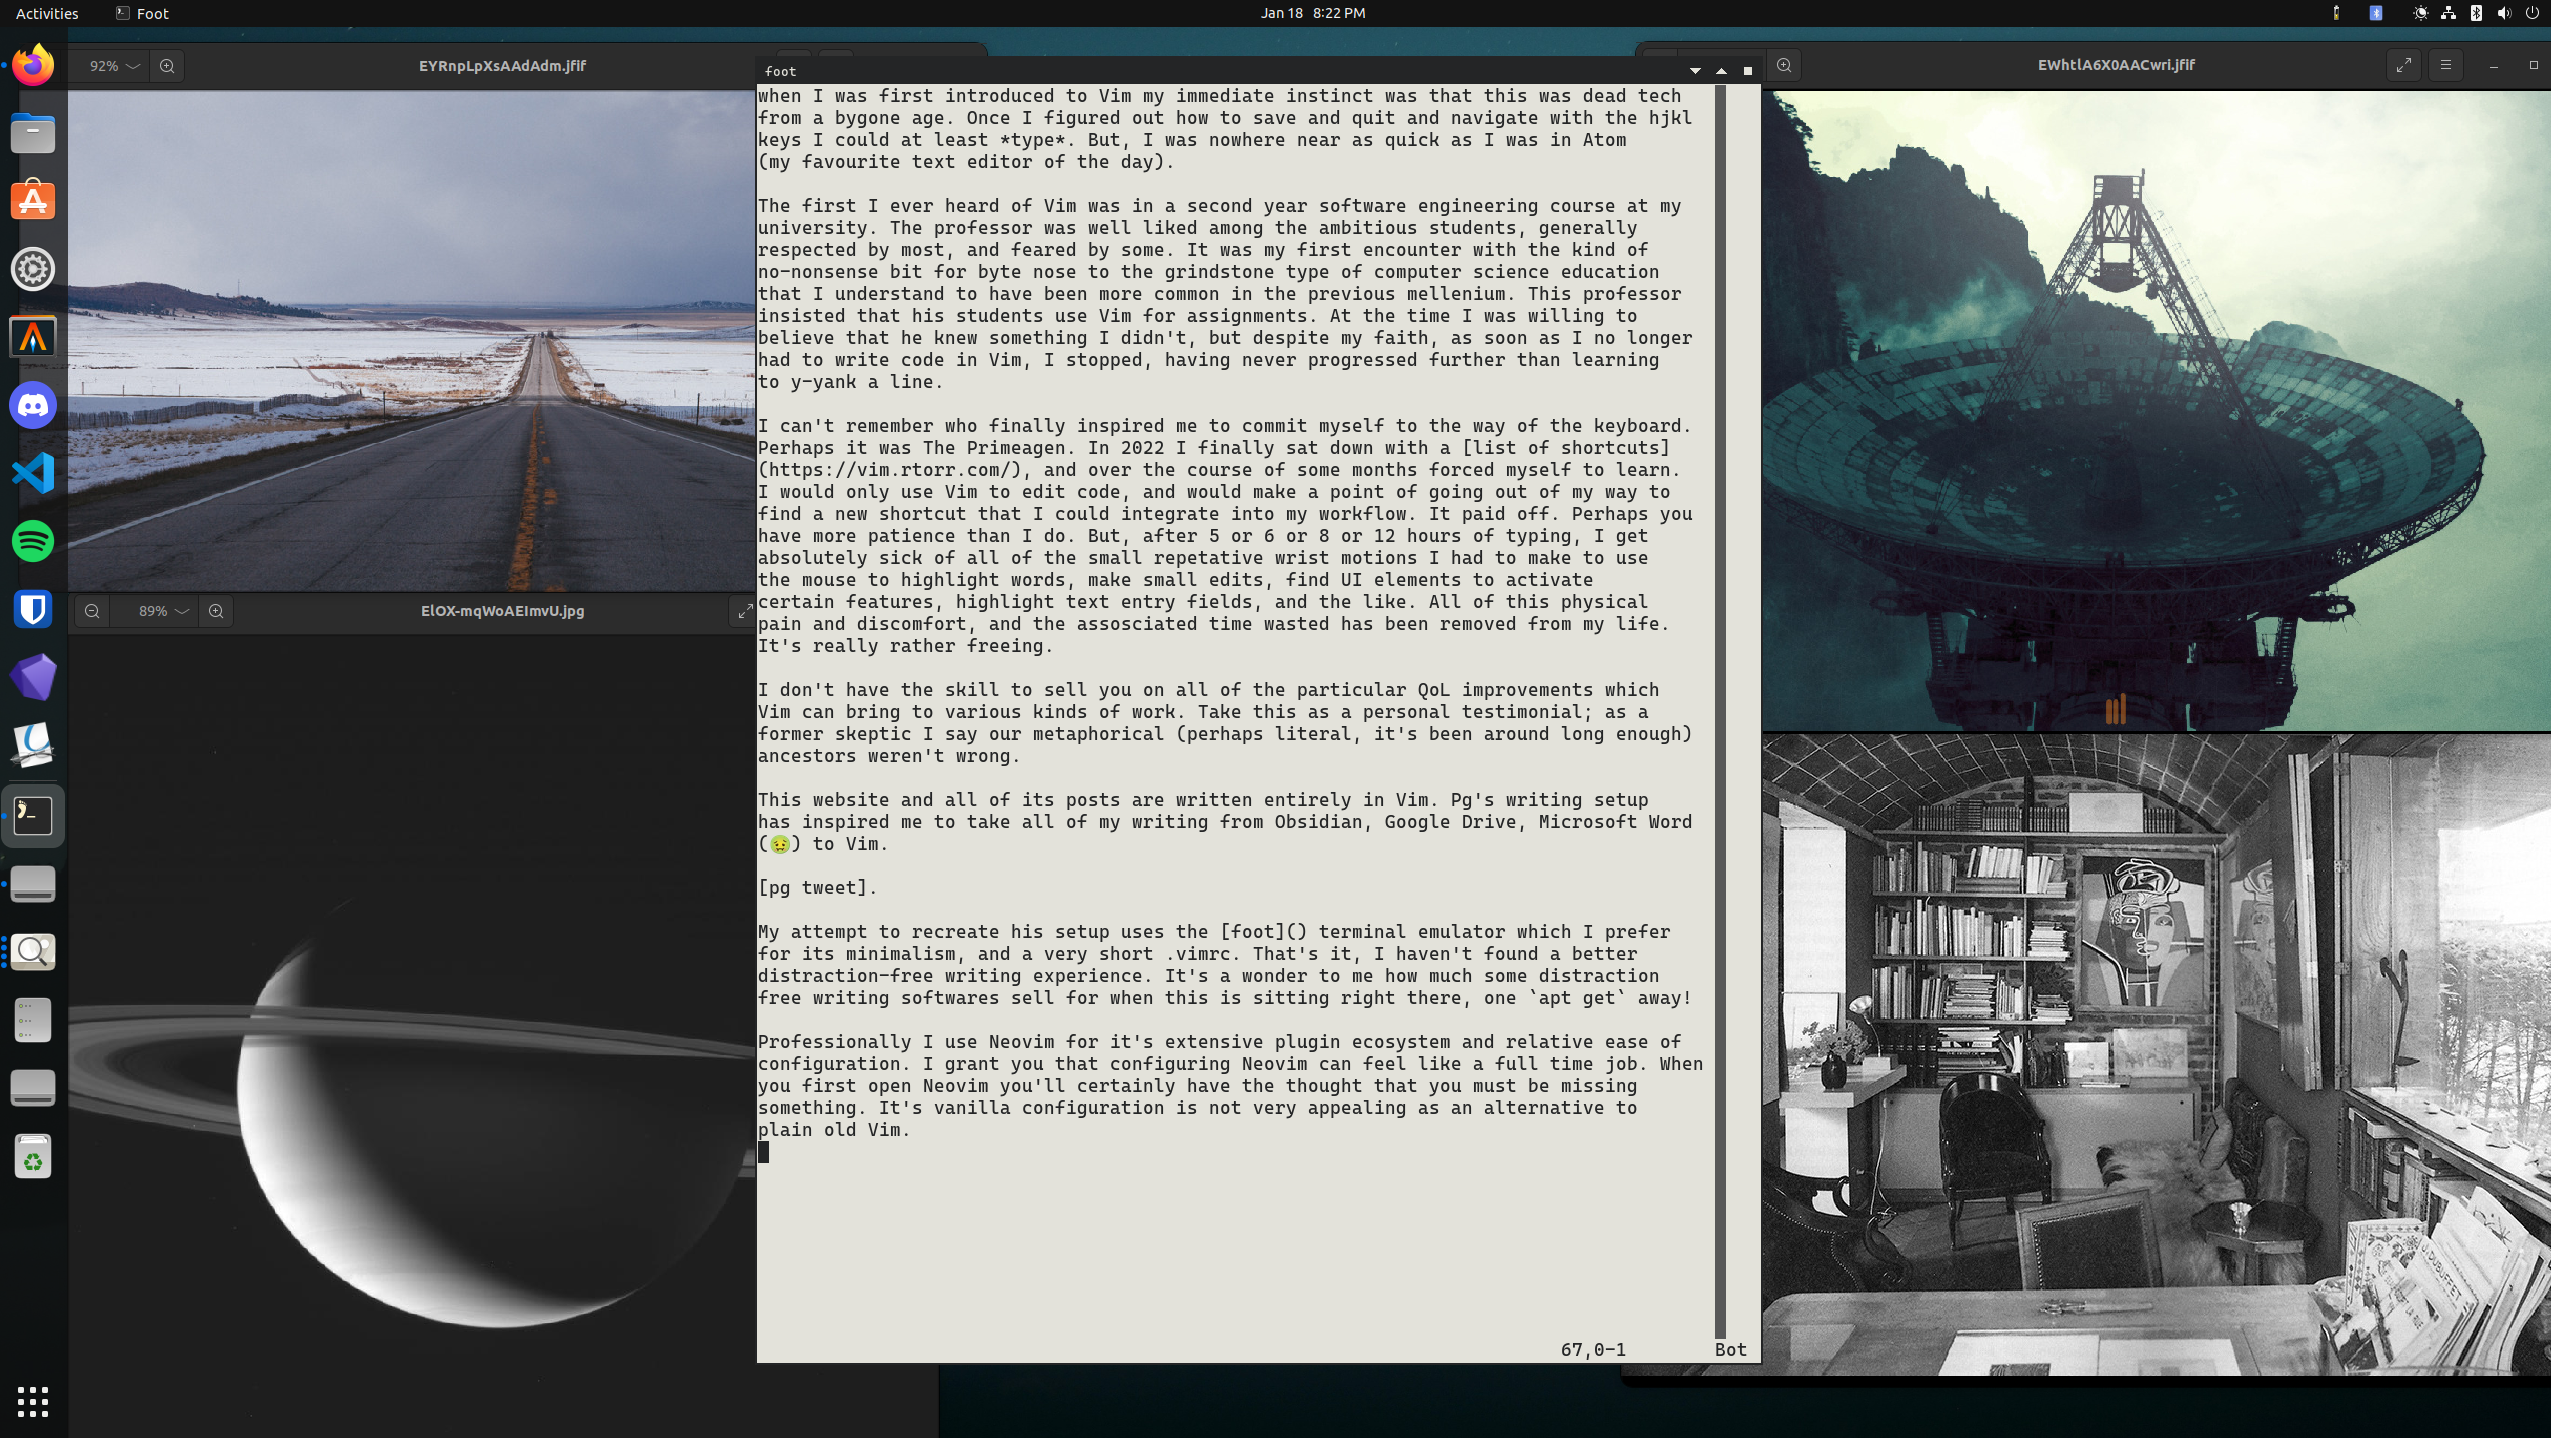 Activities
Foot
Jan 18 8:22 PM
92%
EYRnpLpXsAAdAdm.jfif
foot
EWhtlA6X0AACwri.jfif
when I was first introduced to Vim my immediate instinct was that this was dead tech
from a bygone age. Once I figured out how to save and quit and navigate with the hjkl
keys I could at least *type*. But, I was nowhere near as quick as I was in Atom
(my favourite text editor of the day).
The first I ever heard of Vim was in a second year software engineering course at my
university. The professor was well liked among the ambitious students, generally
respected by most, and feared by some. It was my first encounter with the kind of
no-nonsense bit for byte nose to the grindstone type of computer science education
that I understand to have been more common in the previous mellenium. This professor
insisted that his students use Vim for assignments. At the time I was willing to
believe that he knew something I didn't, but despite my faith, as soon as I no longer
had to write code in Vim, I stopped, having never progressed further than learning
to y-yank a line.
I can't remember who finally inspired me to commit myself to the way of the keyboard.
Perhaps it was The Primeagen. In 2022 I finally sat down with a [list of shortcuts]
(https://vim.rtorr.com/), and over the course of some months forced myself to learn.
I would only use Vim to edit code, and would make a point of going out of my way to
find a new shortcut that I could integrate into my workflow. It paid off. Perhaps you
have more patience than I do. But, after 5 or 6 or 8 or 12 hours of typing, I get
absolutely sick of all of the small repetative wrist motions I had to make to use
the mouse to highlight words, make small edits, find UI elements to activate
certain features, highlight text entry fields, and the like. All of this physical
pain and discomfort, and the assosciated time wasted has been removed from my life.
It's really rather freeing.
I don't have the skill to sell you on all of the particular QoL improvements which
Vim can bring to various kinds of work. Take this as a personal testimonial; as a
former skeptic I say our metaphorical (perhaps literal, it's been around long enough)
ancestors weren't wrong.
This website and all of its posts are written entirely in Vim. Pg's writing setup
has inspired me to take all of my writing from Obsidian, Google Drive, Microsoft Word
(🤢) to Vim.
[pg tweet].
My attempt to recreate his setup uses the [foot]() terminal emulator which I prefer
for its minimalism, and a very short .vimrc. That's it, I haven't found a better
distraction-free writing experience. It's a wonder to me how much some distraction
free writing softwares sell for when this is sitting right there, one `apt get` away!
Professionally I use Neovim for it's extensive plugin ecosystem and relative ease of
configuration. I grant you that configuring Neovim can feel like a full time job. When
you first open Neovim you'll certainly have the thought that you must be missing
something. It's vanilla configuration is not very appealing as an alternative to
plain old Vim.
67,0-1
Bot
89%
ElOX-mqWoAEImvU.jpg
DUBUFFET